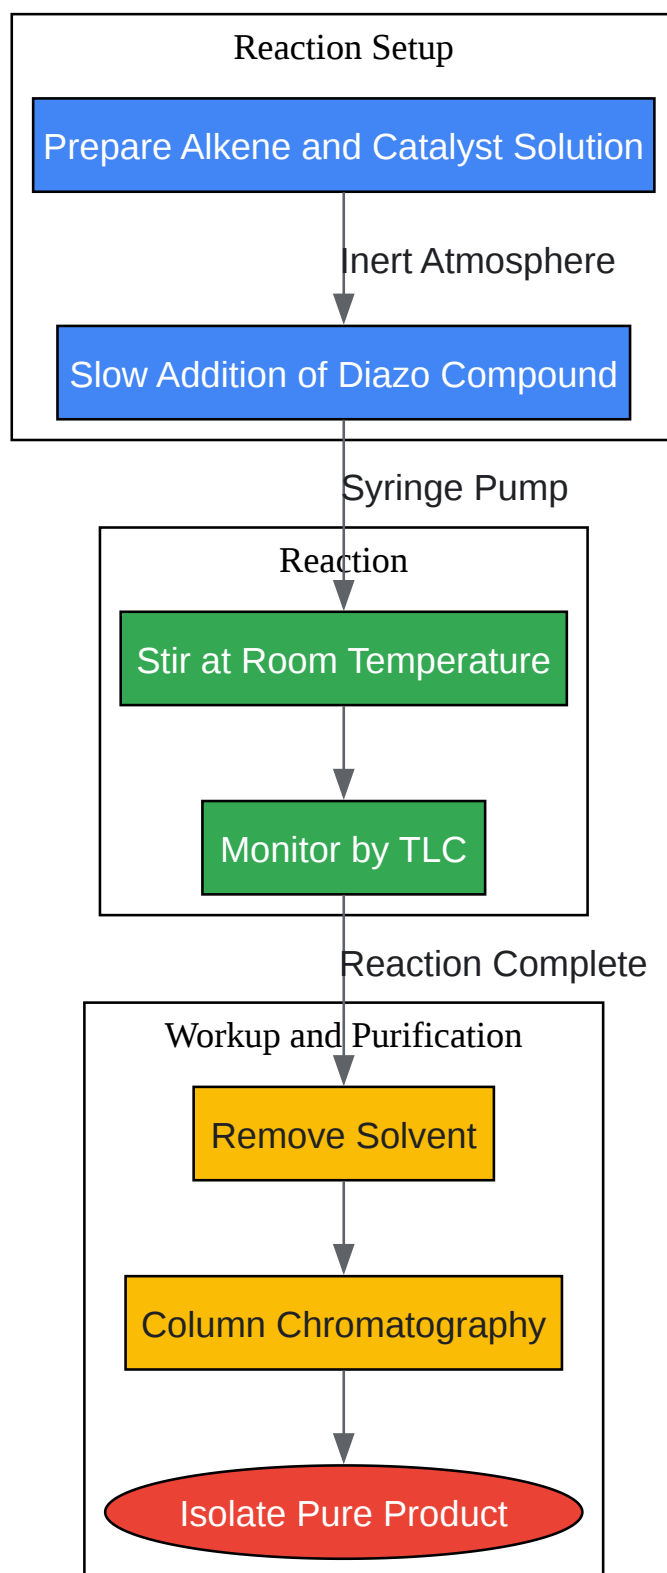 Reaction Setup
Prepare Alkene and Catalyst Solution
Inert Atmosphere
Slow Addition of Diazo Compound
Syringe Pump
Reaction
Stir at Room Temperature
Monitor by TLC
Reaction Complete
Workup and Purification
Remove Solvent
Column Chromatography
Isolate Pure Product